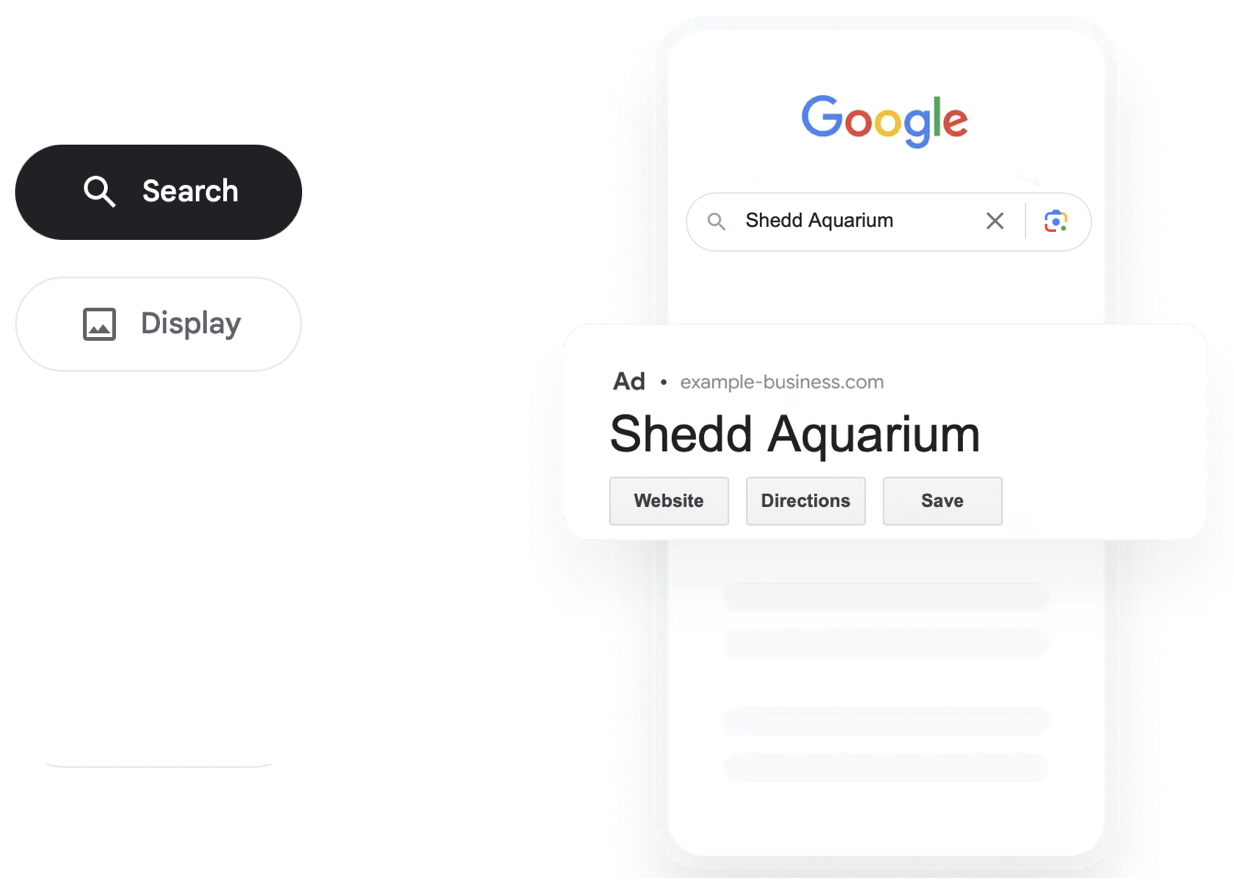 Search
Display
Google
Shedd Aquarium
Ad • example-business.com
Shedd Aquarium
Website Directions Save